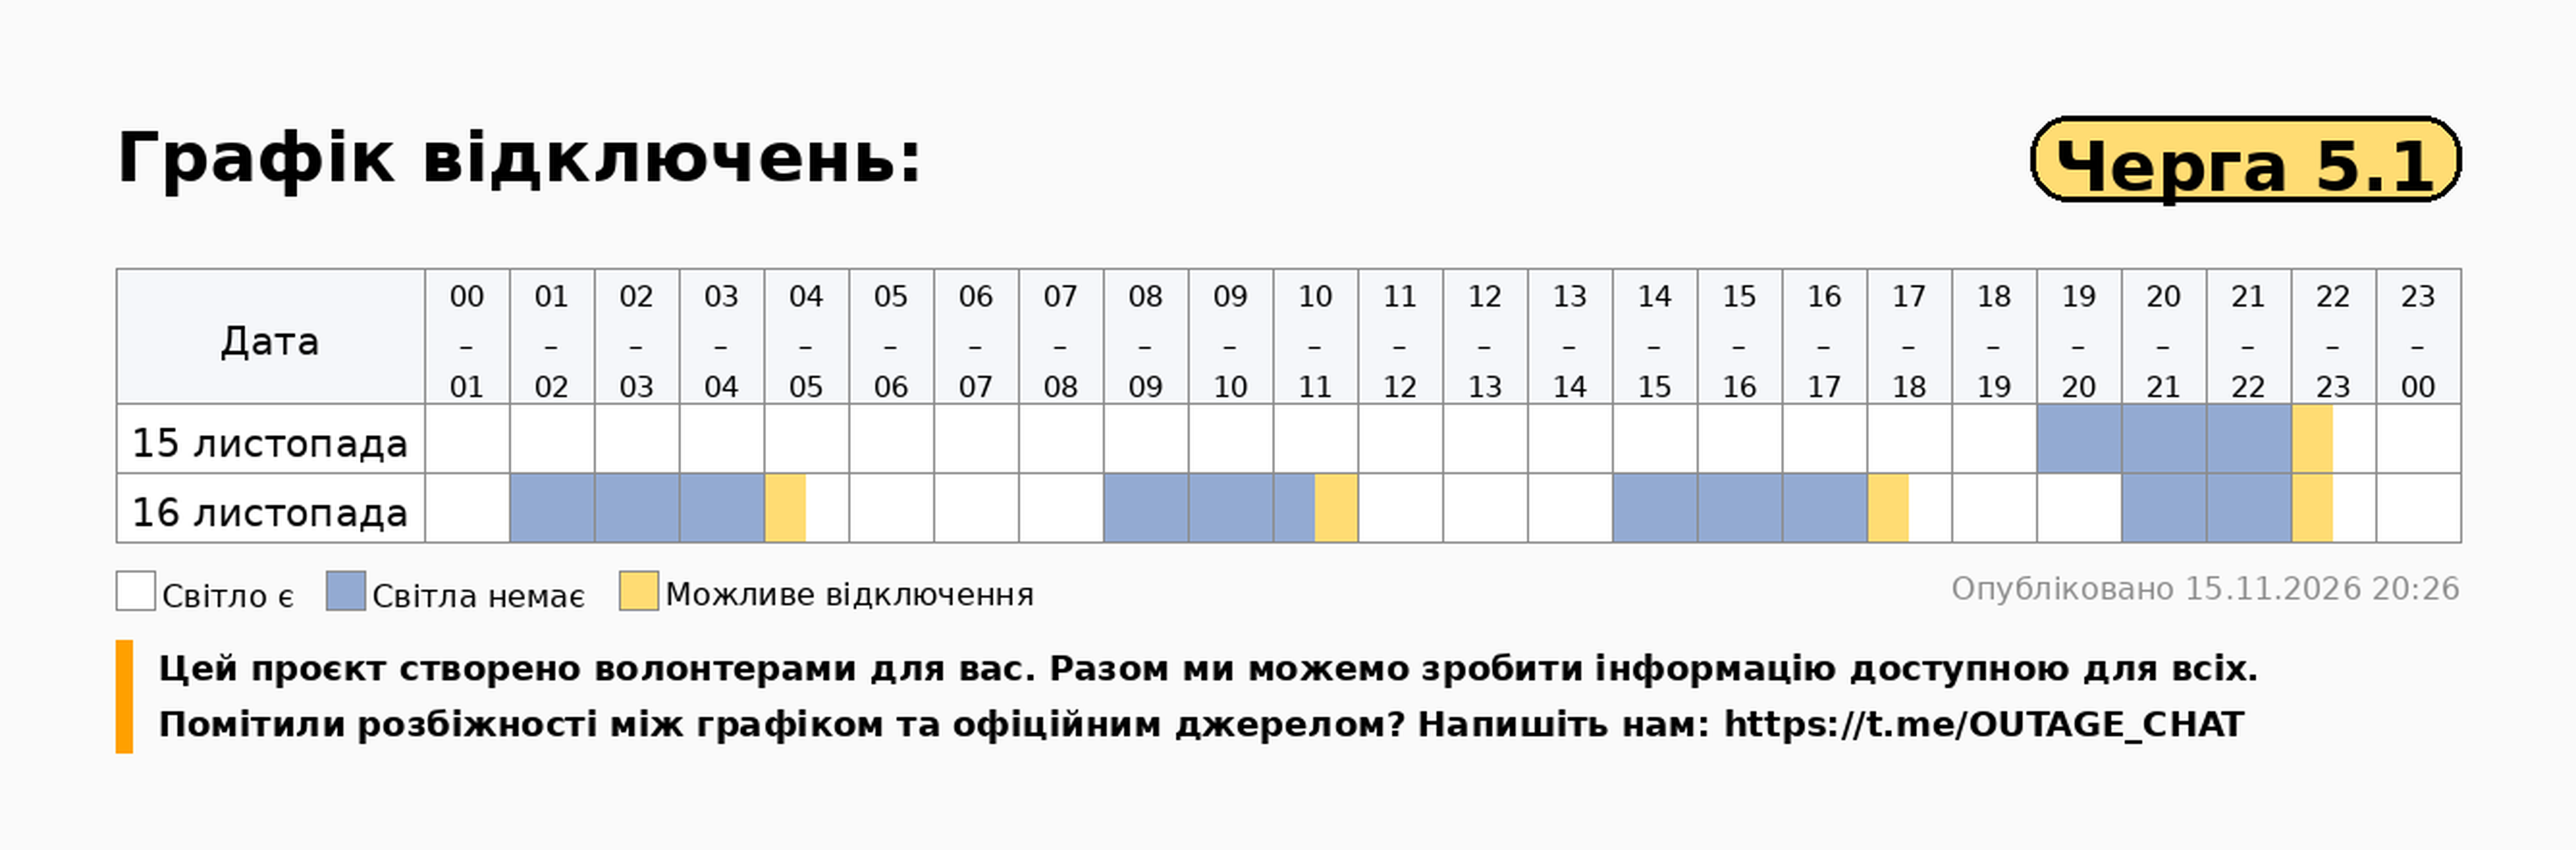 Графік відключень:
Черга 5.1
Дата
00 – 01
01 – 02
02 – 03
03 – 04
04 – 05
05 – 06
06 – 07
07 – 08
08 – 09
09 – 10
10 – 11
11 – 12
12 – 13
13 – 14
14 – 15
15 – 16
16 – 17
17 – 18
18 – 19
19 – 20
20 – 21
21 – 22
22 – 23
23 – 00
15 листопада
16 листопада
Світло є
Світла немає
Можливе відключення
Опубліковано 15.11.2026 20:26
Цей проєкт створено волонтерами для вас. Разом ми можемо зробити інформацію доступною для всіх.
Помітили розбіжності між графіком та офіційним джерелом? Напишіть нам: https://t.me/OUTAGE_CHAT